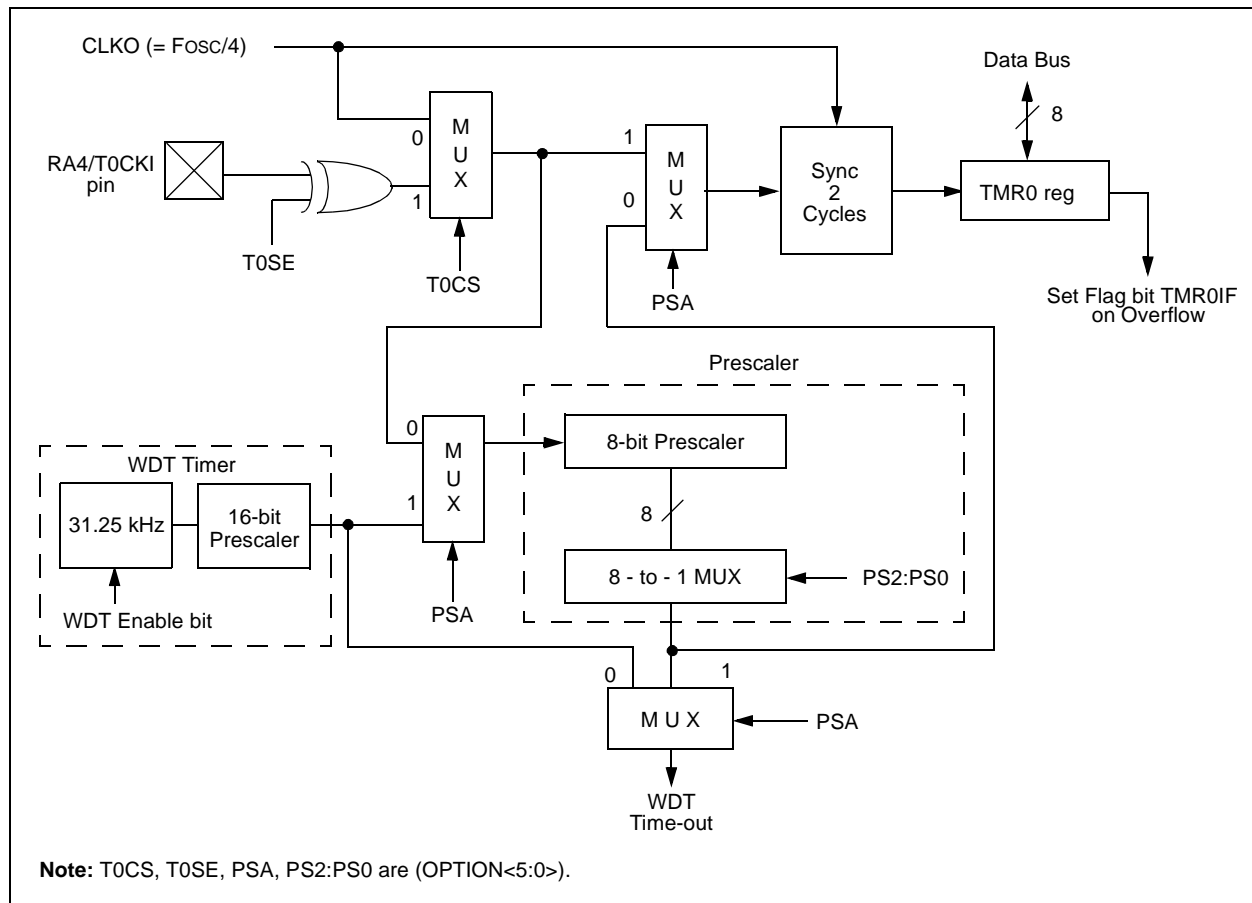 CLKO (= FOSC/4)
Data Bus
8
0
M
U
X
1
RA4/T0CKI
pin
T0SE
T0CS
1
0
M
U
X
PSA
Sync
2
Cycles
TMR0 reg
Set Flag bit TMR0IF
on Overflow
Prescaler
0
1
M
U
X
PSA
8-bit Prescaler
8
8 - to - 1 MUX
PS2:PS0
WDT Timer
31.25 kHz
16-bit
Prescaler
WDT Enable bit
0
1
M U X
PSA
WDT
Time-out
Note: T0CS, T0SE, PSA, PS2:PS0 are (OPTION<5:0>).